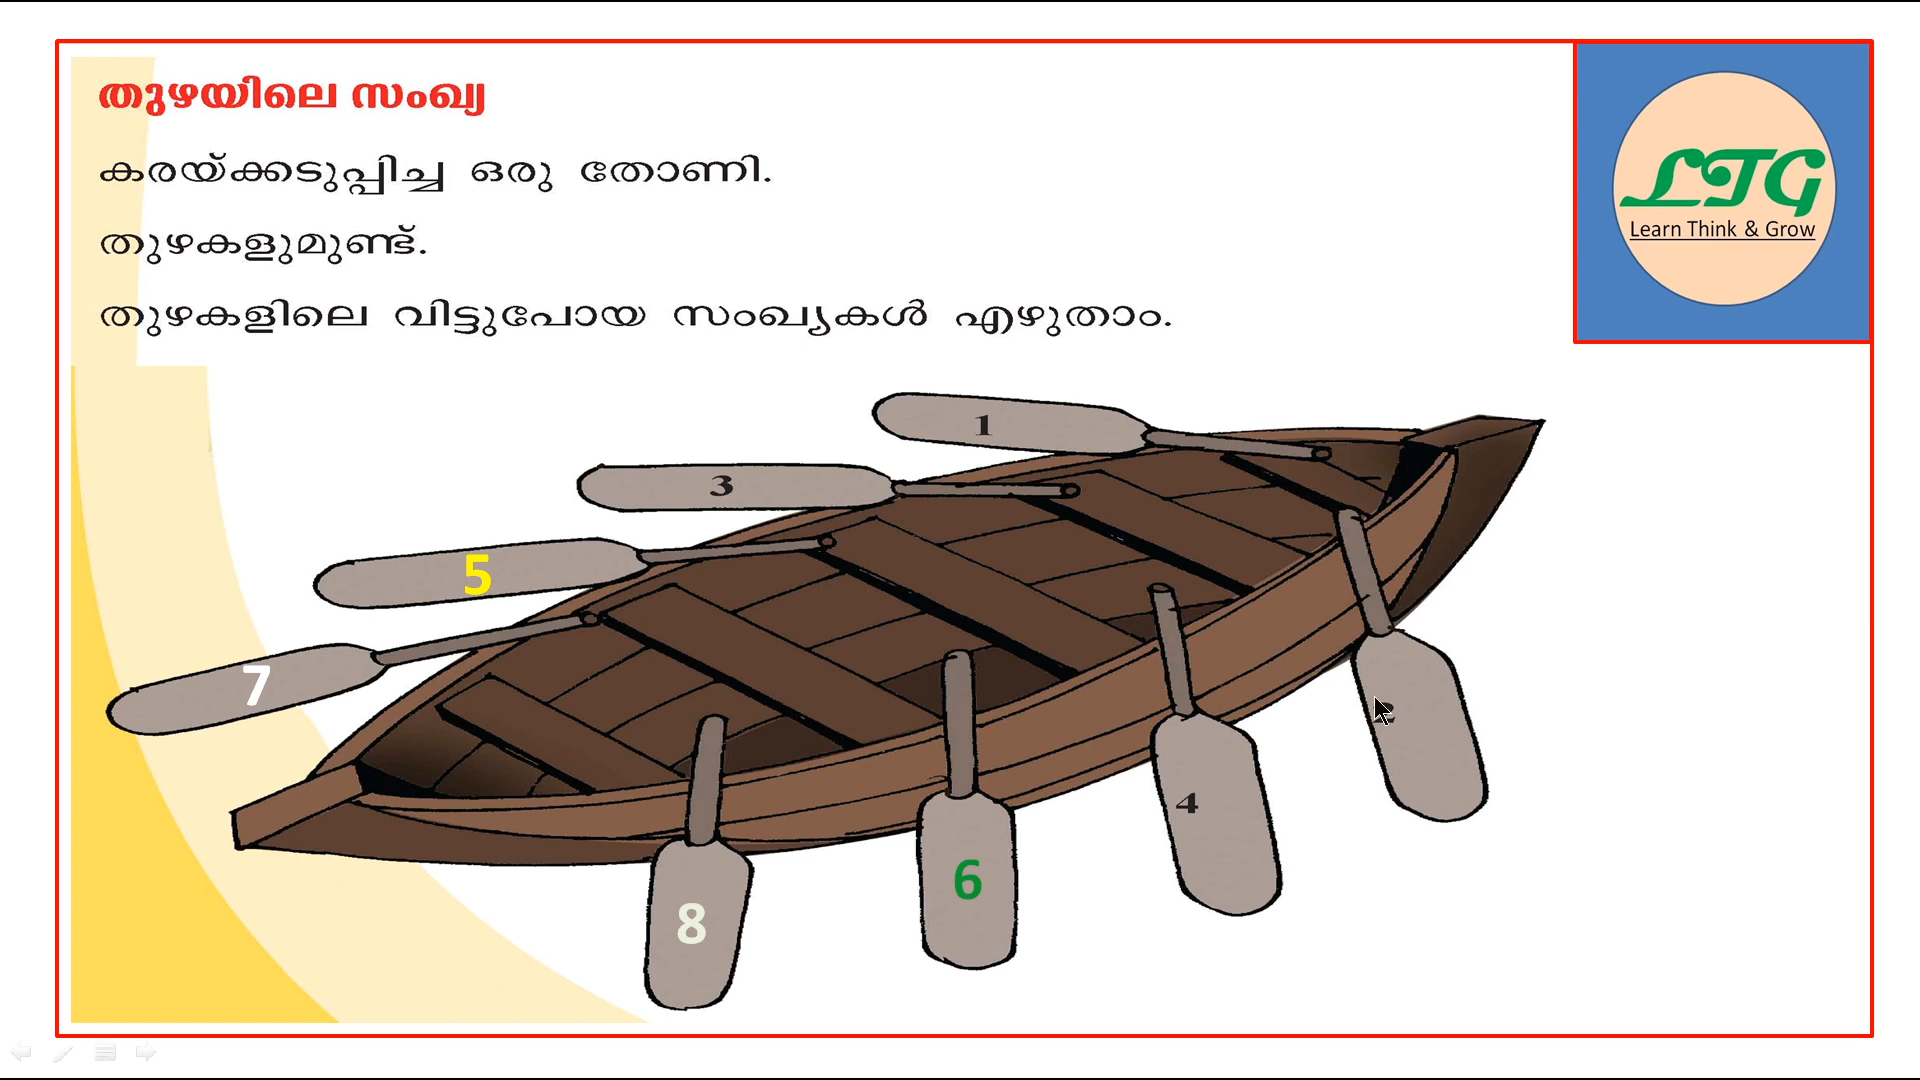 തുഴയിലെ സംഖ്യ
കരയ്ക്കടുപ്പിച്ച ഒരു തോണി.
തുഴകളുമുണ്ട്.
തുഴകളിലെ വിട്ടുപോയ സംഖ്യകൾ എഴുതാം.
LTG
Learn Think & Grow
1
3
5
7
2
4
6
8